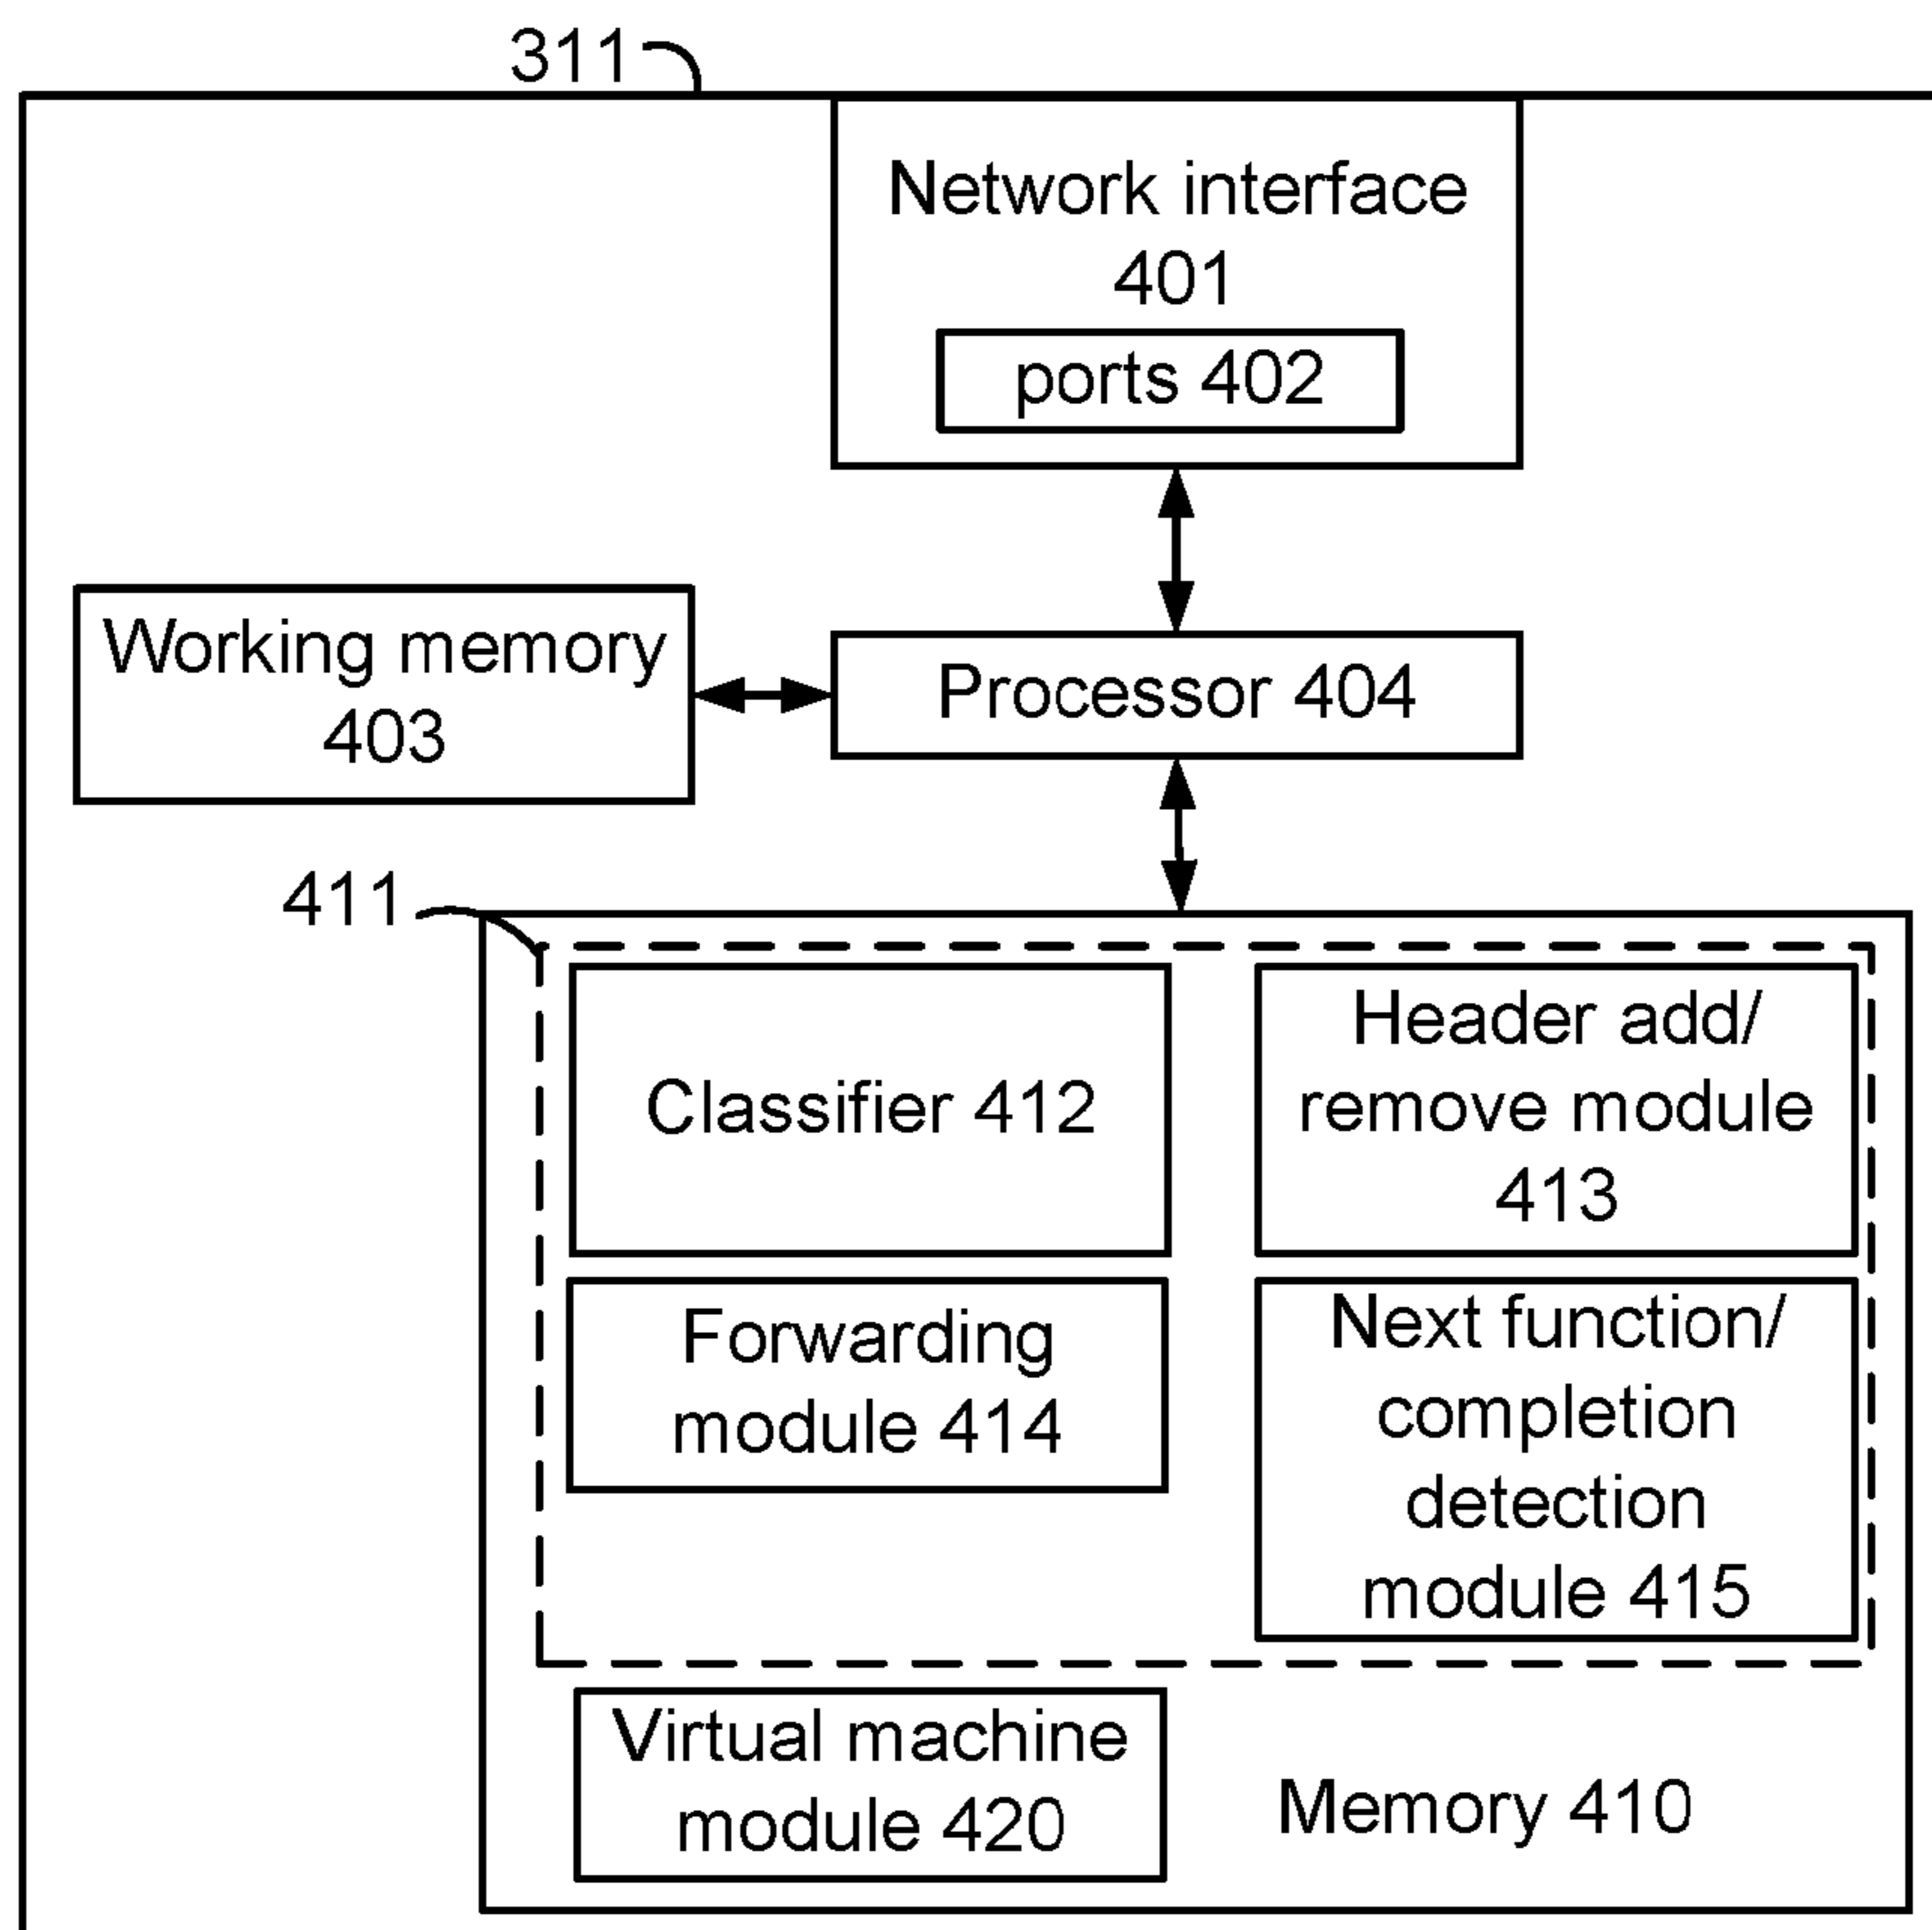 311
Network interface
401
ports 402
Working memory
403
Processor 404
411
Classifier 412
Header add/
remove module
413
Forwarding
module 414
Next function/
completion
detection
module 415
Virtual machine
module 420
Memory 410